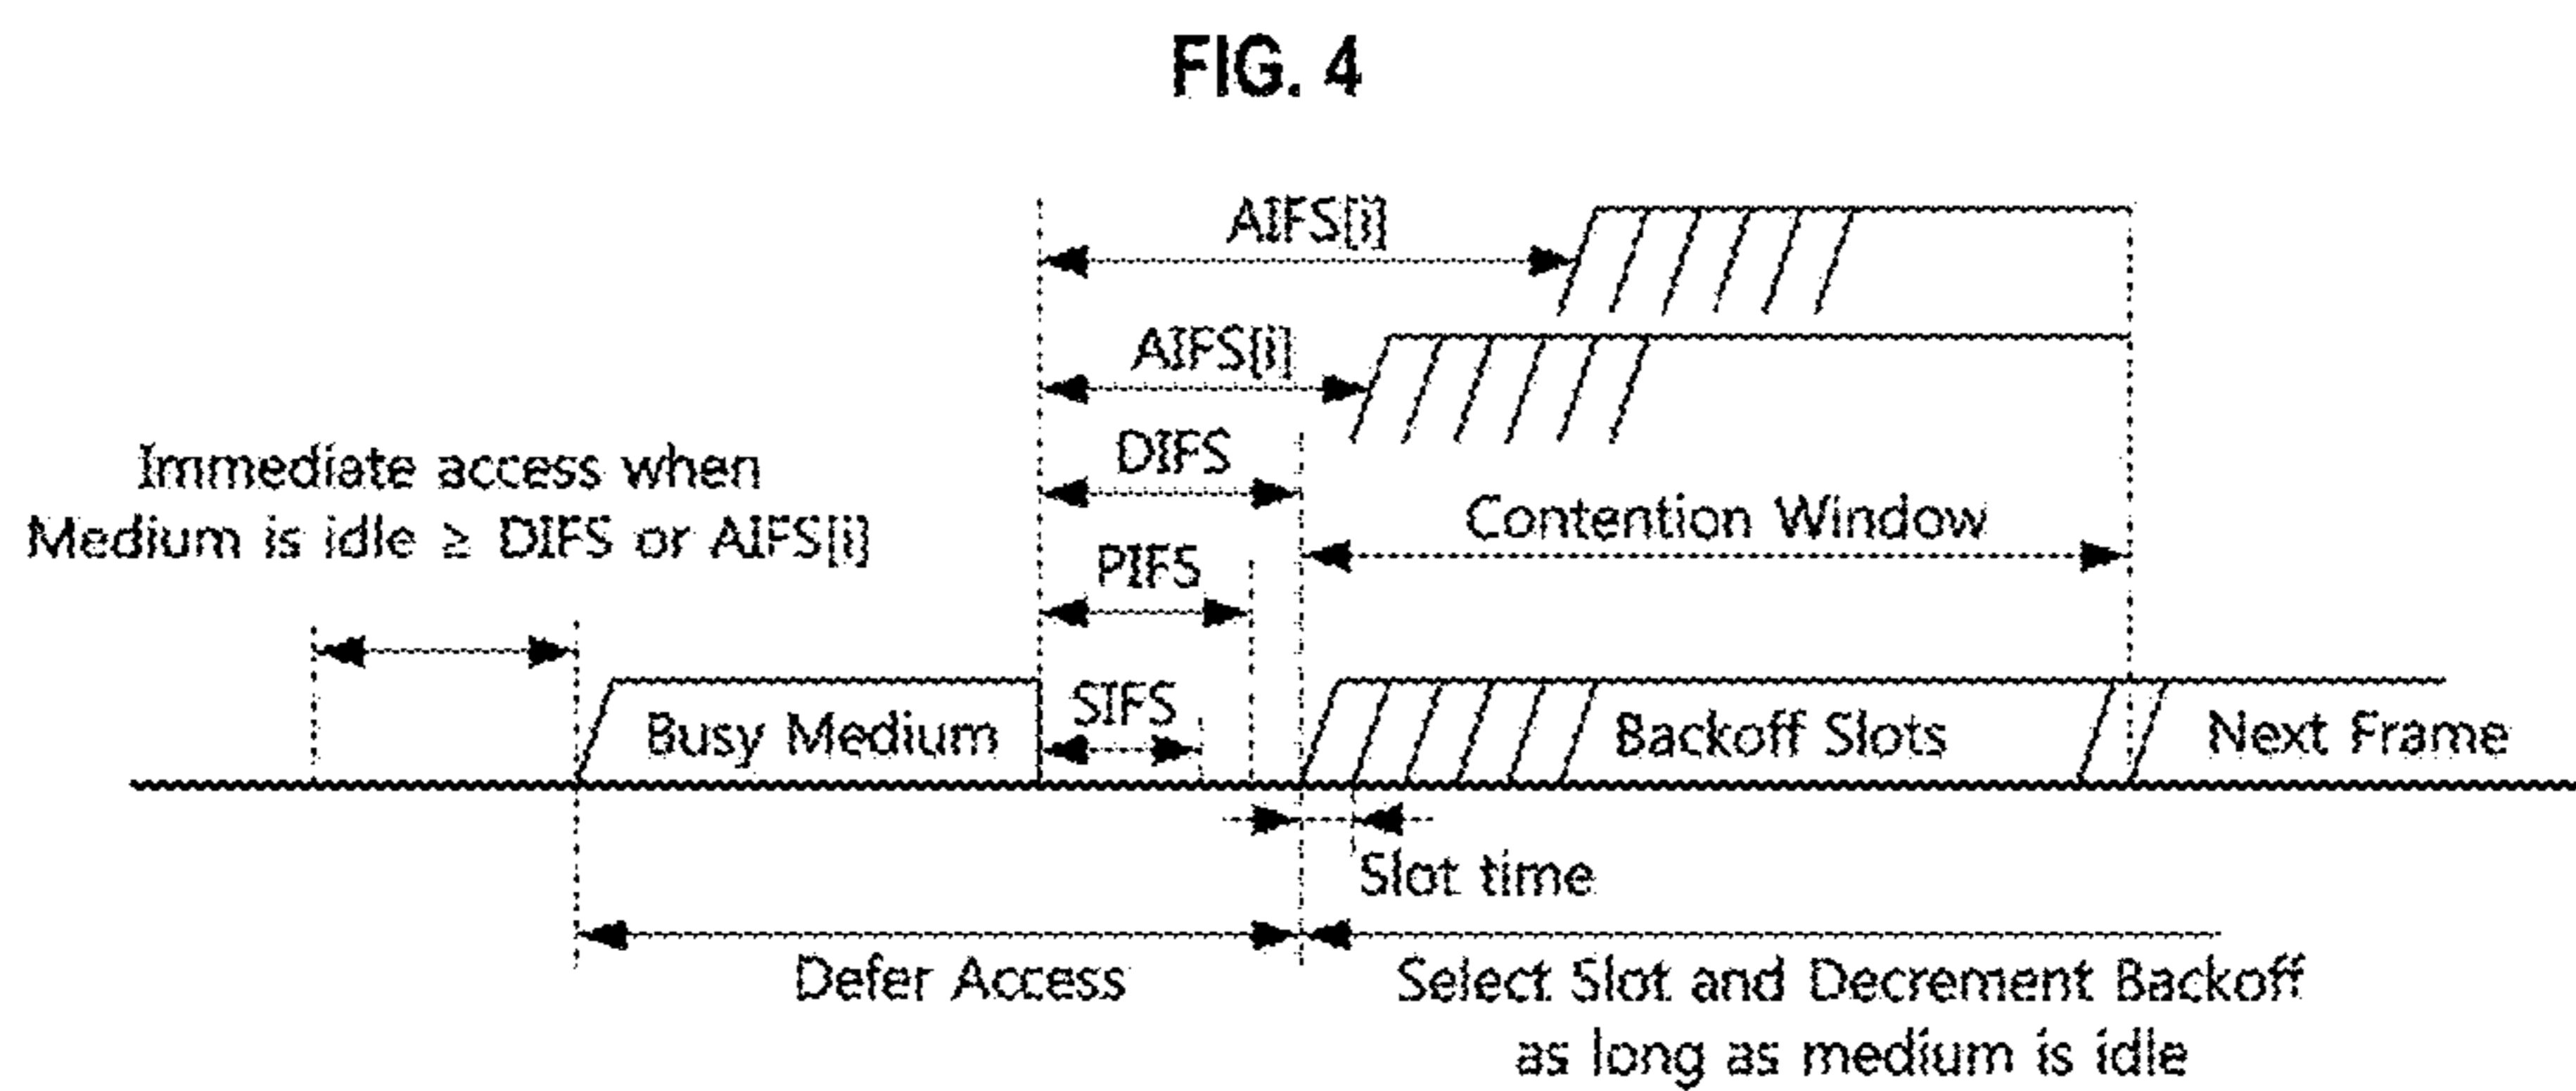 FIG. 4
AIFS[i]
AIFS[i]
DIFS
Immediate access when
Medium is idle ≥ DIFS or AIFS[i]
Contention Window
PIFS
SIFS
Busy Medium
Backoff Slots
Next Frame
Slot time
Defer Access
Select Slot and Decrement Backoff
as long as medium is idle